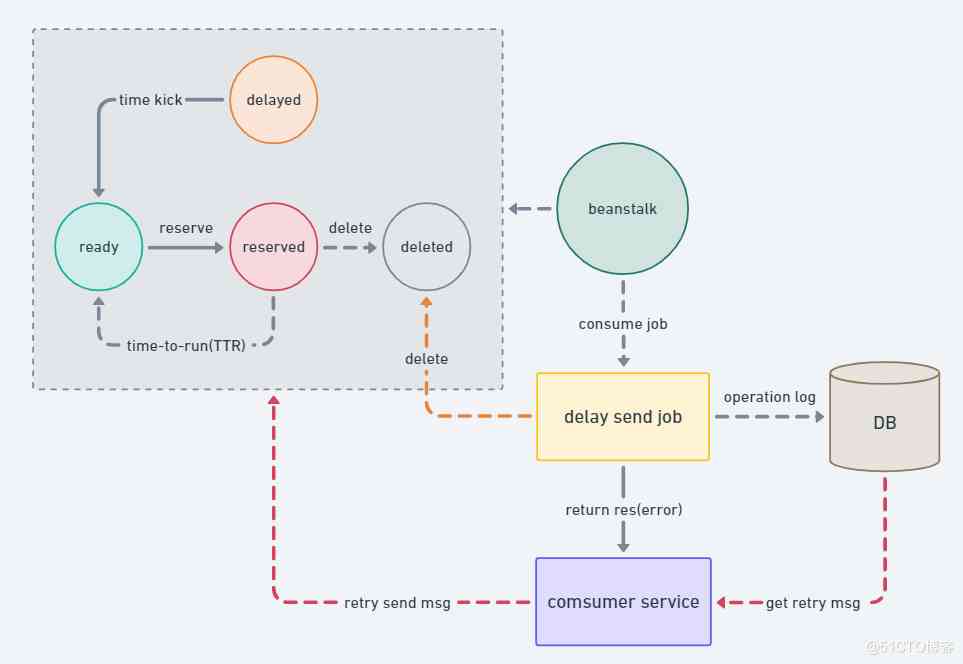 time kick
delayed
beanstalk
reserve
delete
ready
reserved
deleted
consume job
time-to-run(TTR)
delete
operation log
delay send job
DB
return res(error)
comsumer service
retry send msg
get retry msg
@51CTO博客